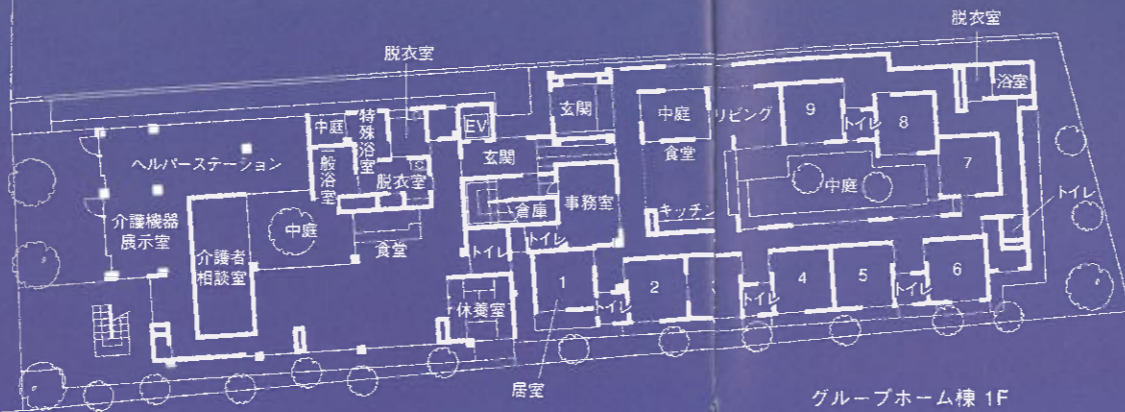 脱衣室
脱衣室
浴室
特殊浴室
中庭
EV
玄関
中庭
リビング
9
トイレ
8
ヘルパーステーション
一般浴室
脱衣室
玄関
食堂
7
介護機器
展示室
介護者
相談室
中庭
食堂
倉庫
事務室
キッチン
中庭
トイレ
トイレ
トイレ
休養室
1
トイレ
2
3
トイレ
4
5
トイレ
6
居室
グループホーム棟 1F